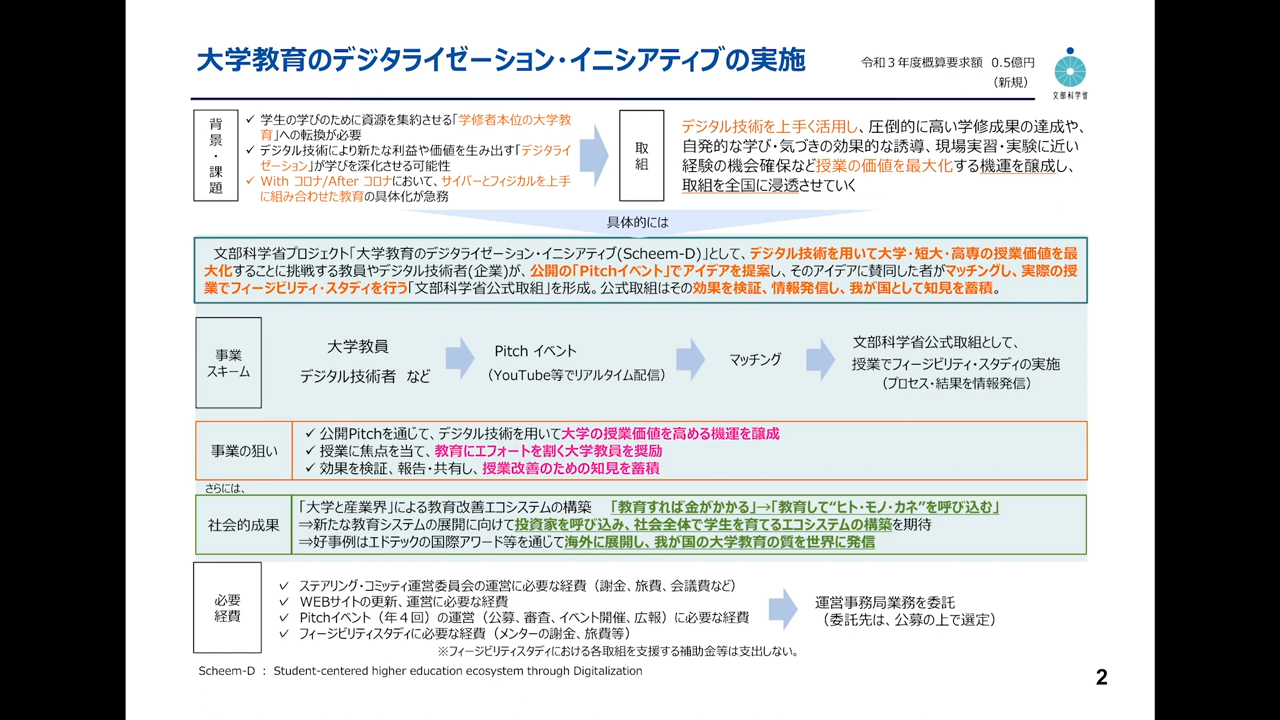 大学教育のデジタライゼーション・イニシアティブの実施
令和３年度概算要求額 0.5億円
（新規）
文部科学省
背景・課題
✓ 学生の学びのために資源を集約させる「学修者本位の大学教
育」への転換が必要
✓ デジタル技術により新たな利益や価値を生み出す「デジタライ
ゼーション」が学びを深化させる可能性
✓ With コロナ/After コロナにおいて、サイバーとフィジカルを上手
に組み合わせた教育の具体化が急務
取組
デジタル技術を上手く活用し、圧倒的に高い学修成果の達成や、
自発的な学び・気づきの効果的な誘導、現場実習・実験に近い
経験の機会確保など授業の価値を最大化する機運を醸成し、
取組を全国に浸透させていく
具体的には
文部科学省プロジェクト「大学教育のデジタライゼーション・イニシアティブ(Scheem-D)」として、デジタル技術を用いて大学・短大・高専の授業価値を最
大化することに挑戦する教員やデジタル技術者(企業)が、公開の「Pitchイベント」でアイデアを提案し、そのアイデアに賛同した者がマッチングし、実際の授
業でフィージビリティ・スタディを行う「文部科学省公式取組」を形成。公式取組はその効果を検証、情報発信し、我が国として知見を蓄積。
事業
スキーム
大学教員
デジタル技術者 など
Pitch イベント
（YouTube等でリアルタイム配信）
マッチング
文部科学省公式取組として、
授業でフィージビリティ・スタディの実施
（プロセス・結果を情報発信）
事業の狙い
✓ 公開Pitchを通じて、デジタル技術を用いて大学の授業価値を高める機運を醸成
✓ 授業に焦点を当て、教育にエフォートを割く大学教員を奨励
✓ 効果を検証、報告・共有し、授業改善のための知見を蓄積
さらには、
社会的成果
「大学と産業界」による教育改善エコシステムの構築 「教育すれば金がかかる」→「教育して“ヒト・モノ・カネ”を呼び込む」
⇒新たな教育システムの展開に向けて投資家を呼び込み、社会全体で学生を育てるエコシステムの構築を期待
⇒好事例はエドテックの国際アワード等を通じて海外に展開し、我が国の大学教育の質を世界に発信
必要
経費
✓ ステアリング・コミッティ運営委員会の運営に必要な経費（謝金、旅費、会議費など）
✓ WEBサイトの更新、運営に必要な経費
✓ Pitchイベント（年４回）の運営（公募、審査、イベント開催、広報）に必要な経費
✓ フィージビリティスタディに必要な経費（メンターの謝金、旅費等）
※フィージビリティスタディにおける各取組を支援する補助金等は支出しない。
運営事務局業務を委託
（委託先は、公募の上で選定）
Scheem-D ： Student-centered higher education ecosystem through Digitalization
2